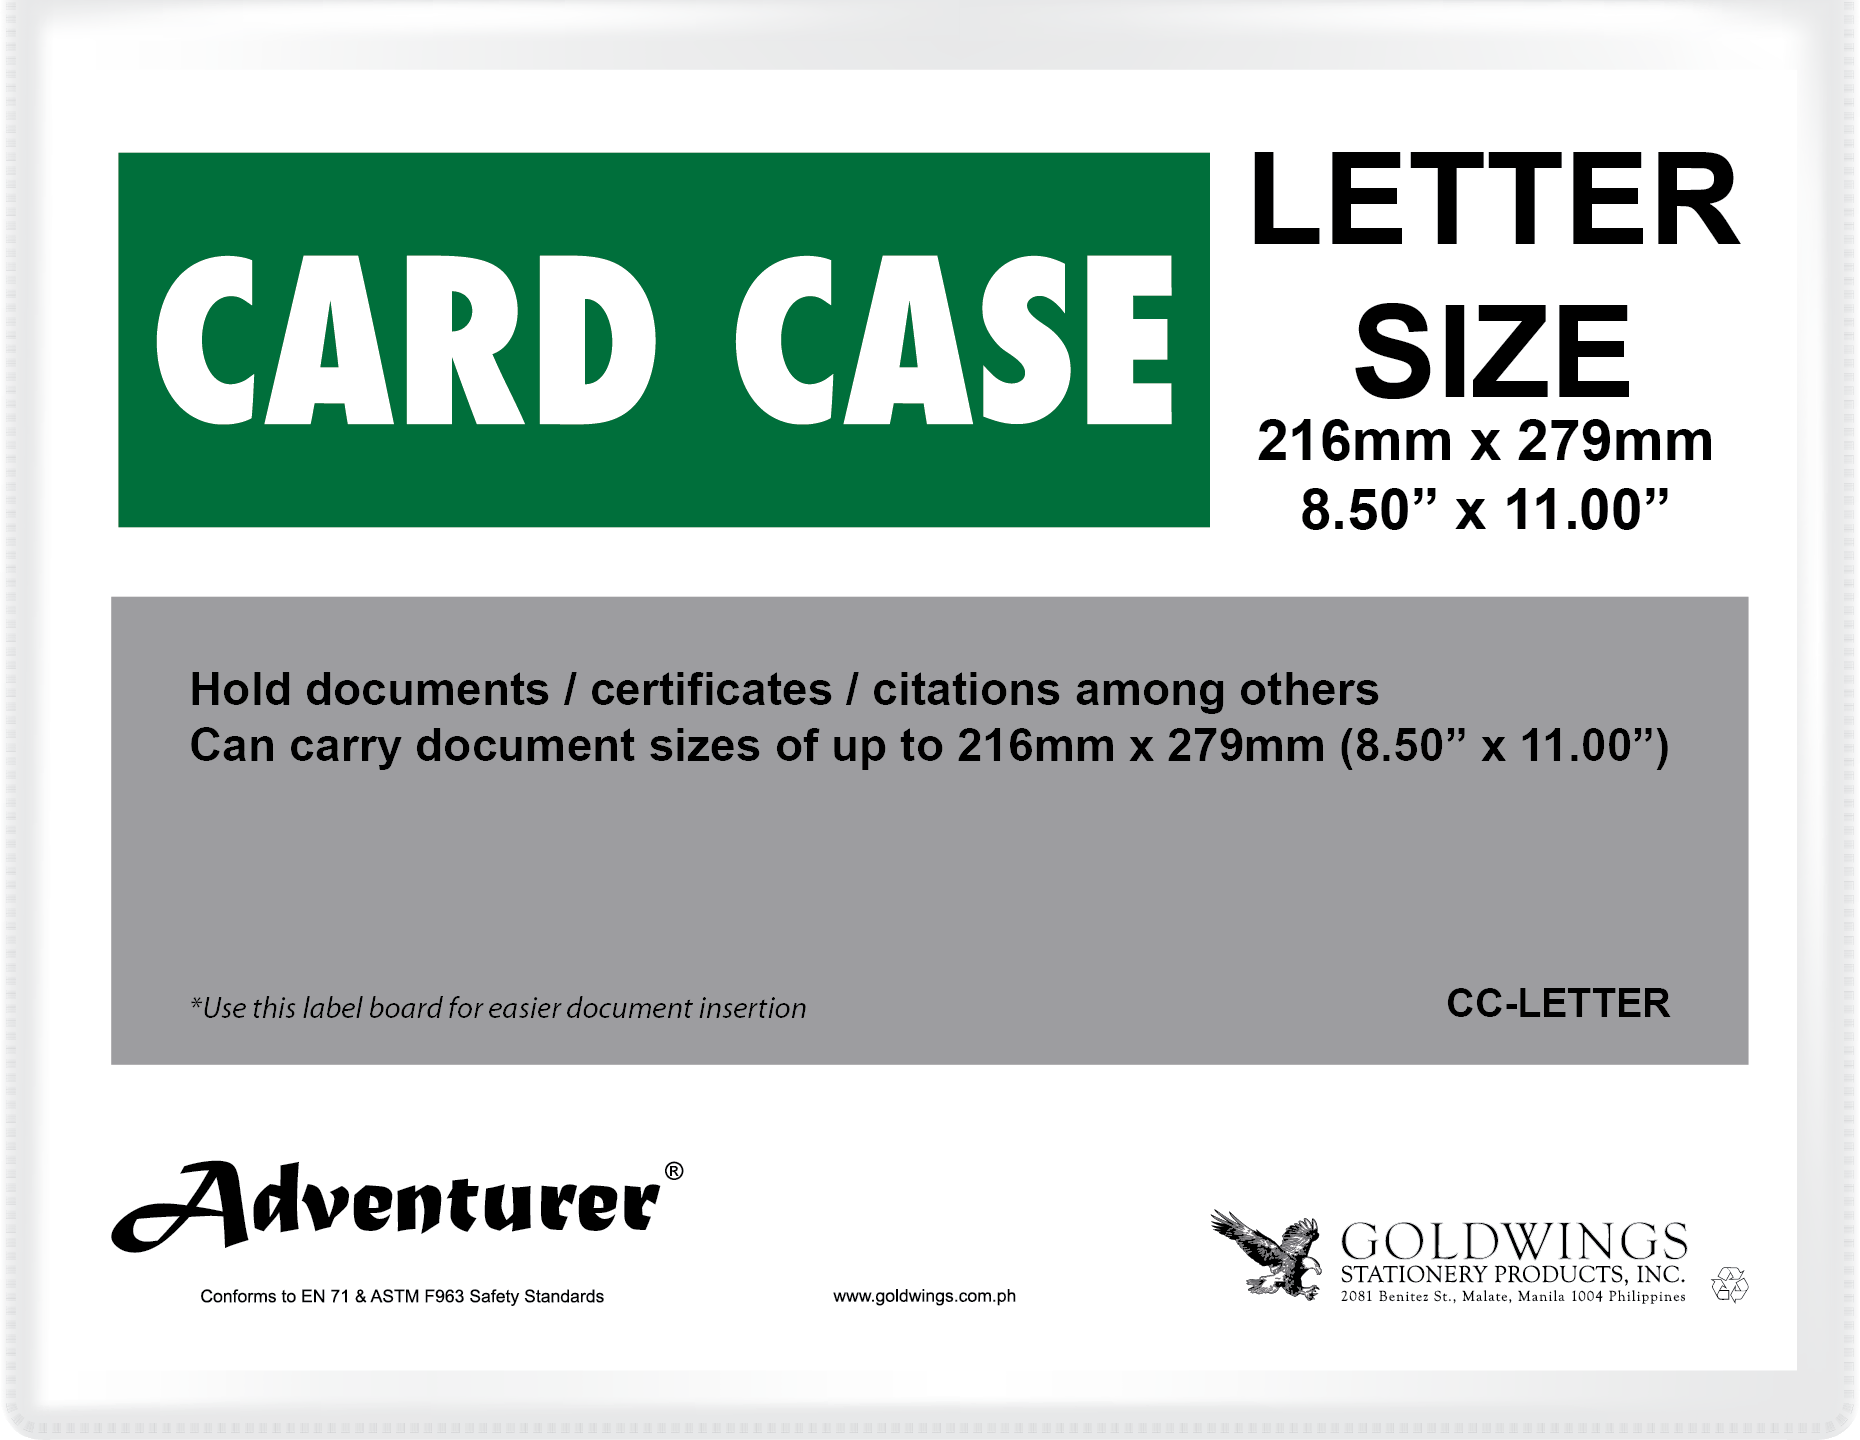 CARD CASE
LETTER
SIZE
216mm x 279mm
8.50” x 11.00”
Hold documents / certificates / citations among others
Can carry document sizes of up to 216mm x 279mm (8.50” x 11.00”)
*Use this label board for easier document insertion
CC-LETTER
Adventurer®
Conforms to EN 71 & ASTM F963 Safety Standards
www.goldwings.com.ph
GOLDWINGS
STATIONERY PRODUCTS, INC.
2081 Benitez St., Malate, Manila 1004 Philippines